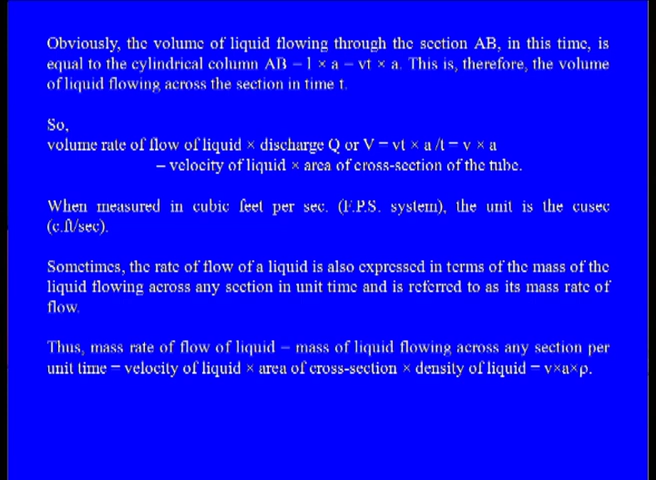 Obviously, the volume of liquid flowing through the section AB, in this time, is
equal to the cylindrical column AB = l × a = vt × a. This is, therefore, the volume
of liquid flowing across the section in time t.
So,
volume rate of flow of liquid × discharge Q or V = vt × a /t = v × a
= velocity of liquid × area of cross-section of the tube.
When measured in cubic feet per sec. (F.P.S. system), the unit is the cusec
(c.ft/sec).
Sometimes, the rate of flow of a liquid is also expressed in terms of the mass of the
liquid flowing across any section in unit time and is referred to as its mass rate of
flow.
Thus, mass rate of flow of liquid = mass of liquid flowing across any section per
unit time = velocity of liquid × area of cross-section × density of liquid = v×a×ρ.